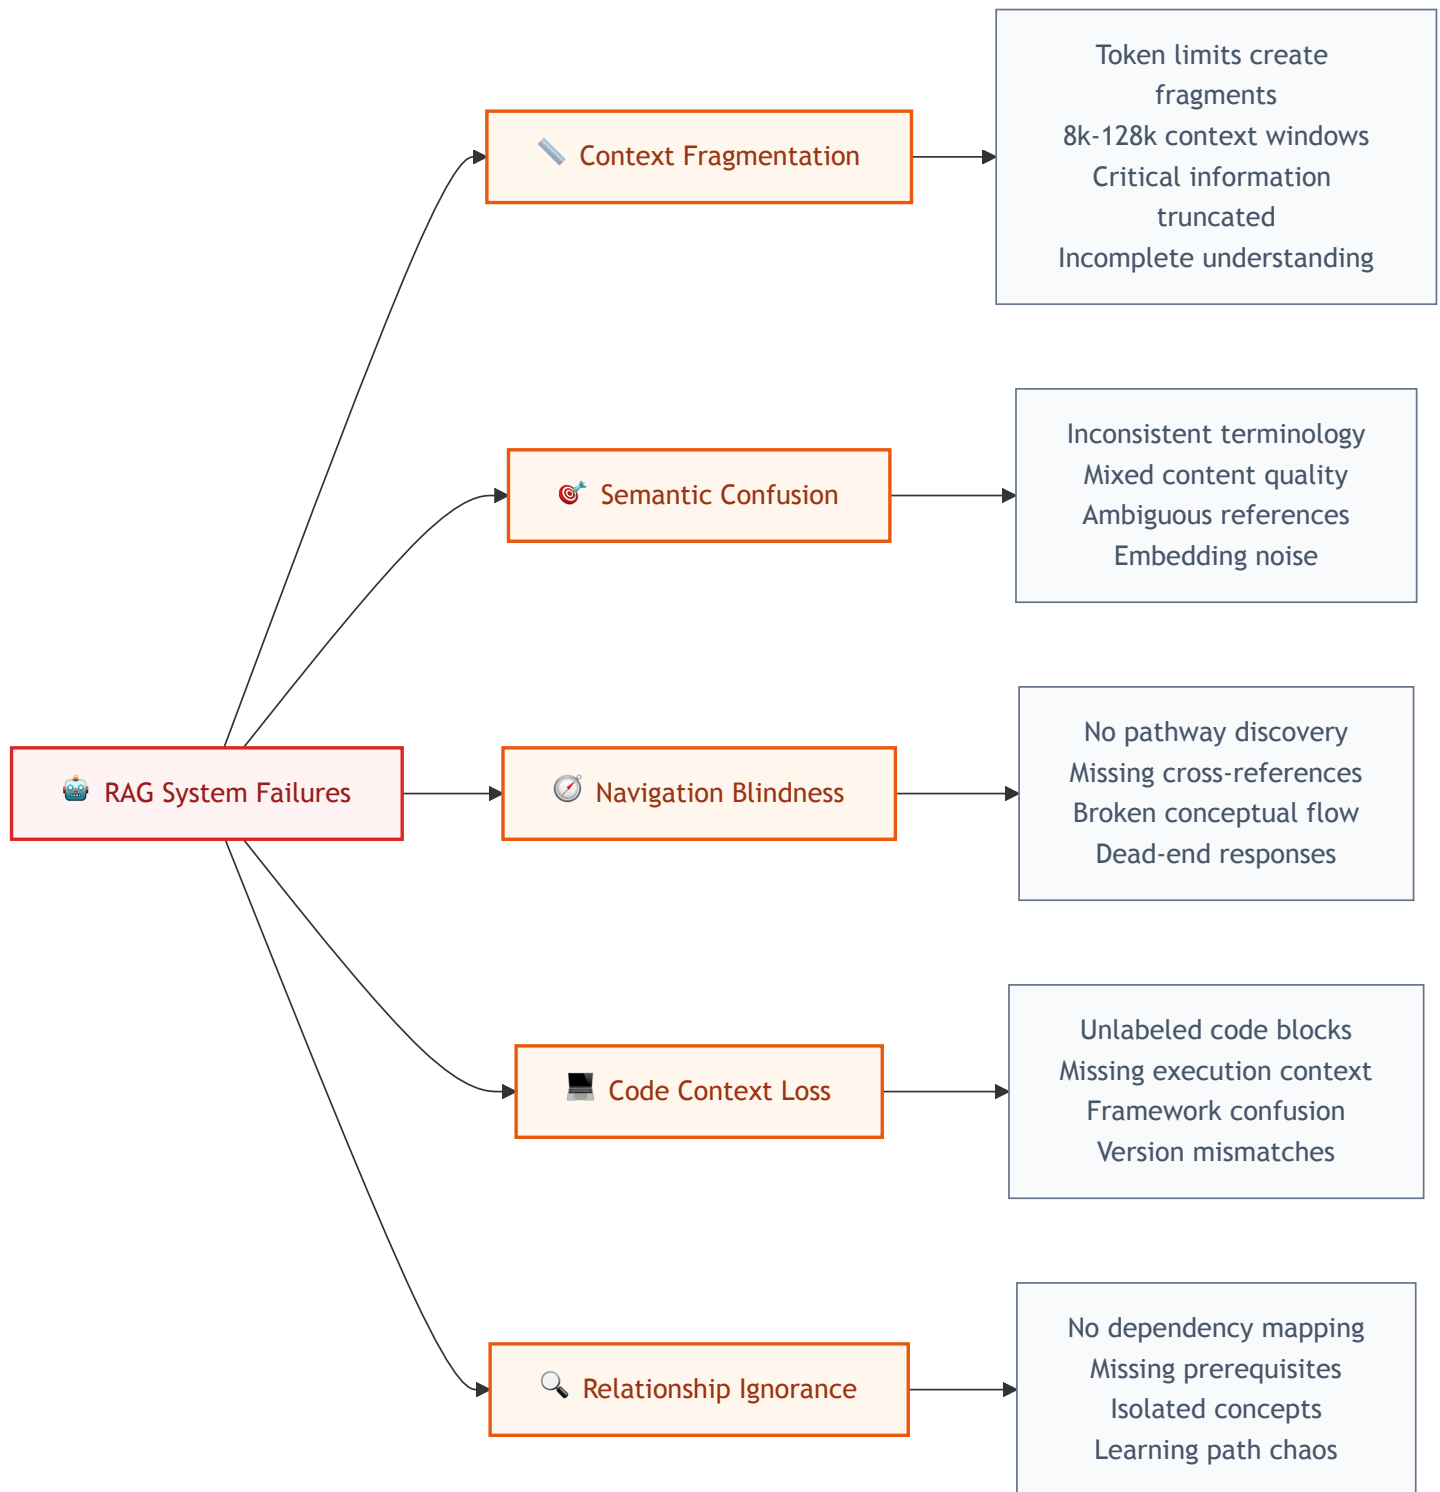 Token limits create
fragments
8k-128k context windows
Critical information
truncated
Incomplete understanding
Context Fragmentation
Inconsistent terminology
Mixed content quality
Ambiguous references
Embedding noise
Semantic Confusion
No pathway discovery
Missing cross-references
Broken conceptual flow
Dead-end responses
RAG System Failures
Navigation Blindness
Unlabeled code blocks
Missing execution context
Framework confusion
Version mismatches
Code Context Loss
No dependency mapping
Missing prerequisites
Isolated concepts
Learning path chaos
Relationship Ignorance